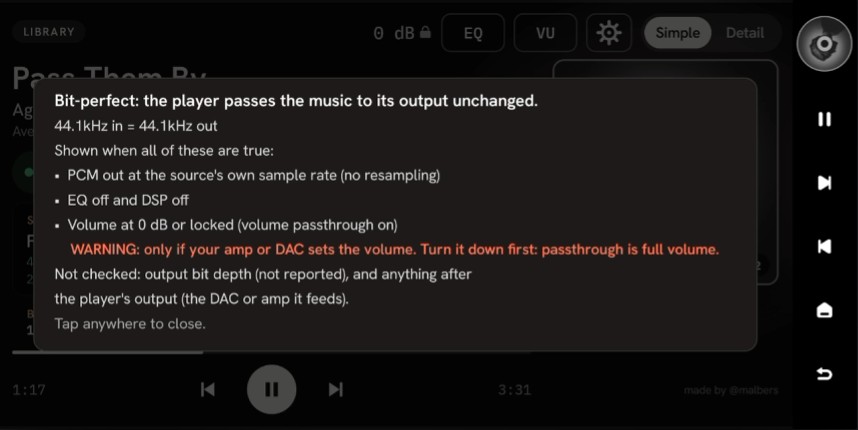 LIBRARY
0 dB
EQ
VU
Simple
Detail
Pass Them By
Ag
Ave
Bit-perfect: the player passes the music to its output unchanged.
44.1kHz in = 44.1kHz out
Shown when all of these are true:
• PCM out at the source's own sample rate (no resampling)
• EQ off and DSP off
• Volume at 0 dB or locked (volume passthrough on)
WARNING: only if your amp or DAC sets the volume. Turn it down first: passthrough is full volume.
Not checked: output bit depth (not reported), and anything after
the player's output (the DAC or amp it feeds).
Tap anywhere to close.
1:17
3:31
made by @malbers